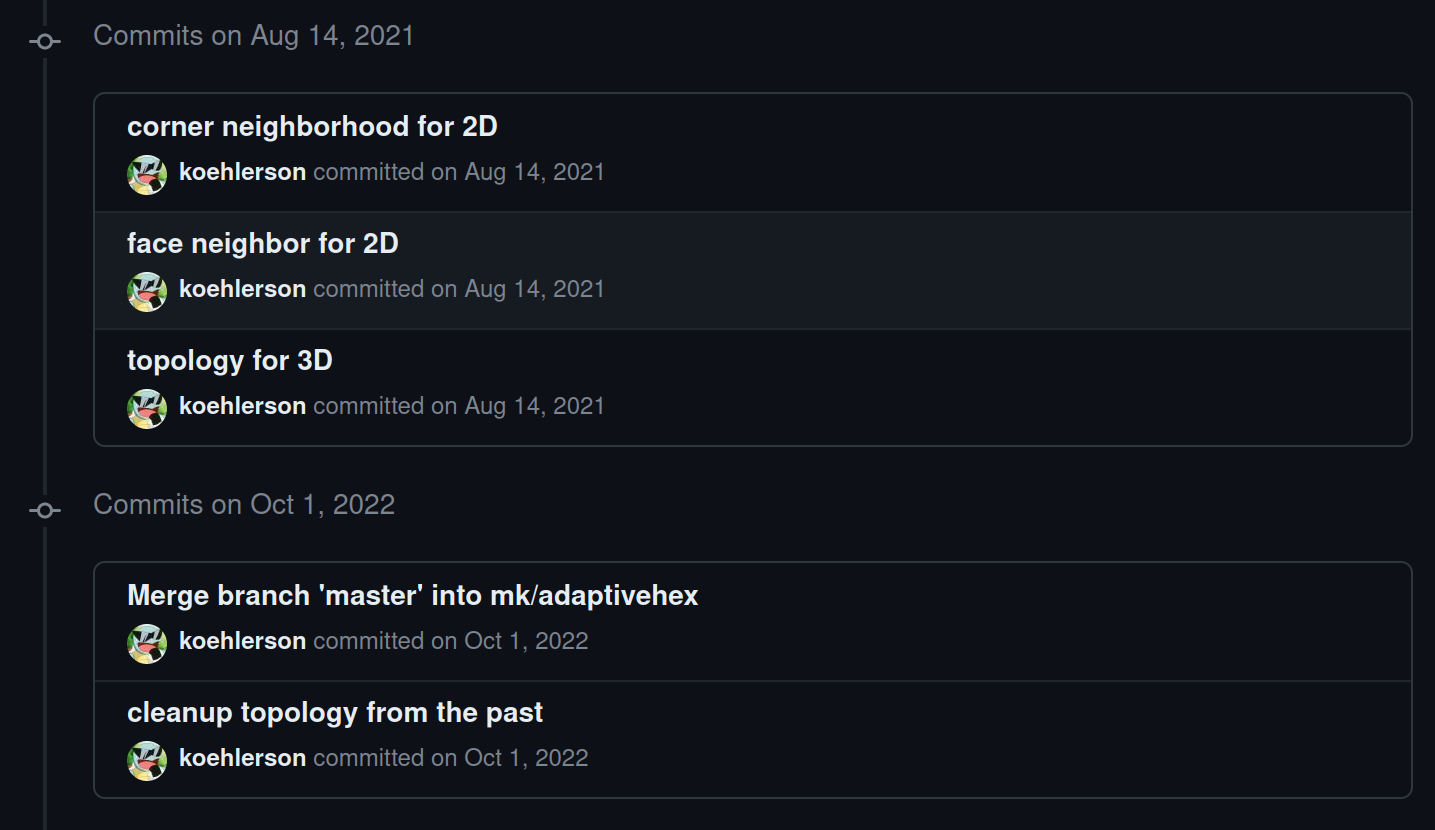 Commits on Aug 14, 2021
corner neighborhood for 2D
koehlerson committed on Aug 14, 2021
face neighbor for 2D
koehlerson committed on Aug 14, 2021
topology for 3D
koehlerson committed on Aug 14, 2021
Commits on Oct 1, 2022
Merge branch 'master' into mk/adaptivehex
koehlerson committed on Oct 1, 2022
cleanup topology from the past
koehlerson committed on Oct 1, 2022